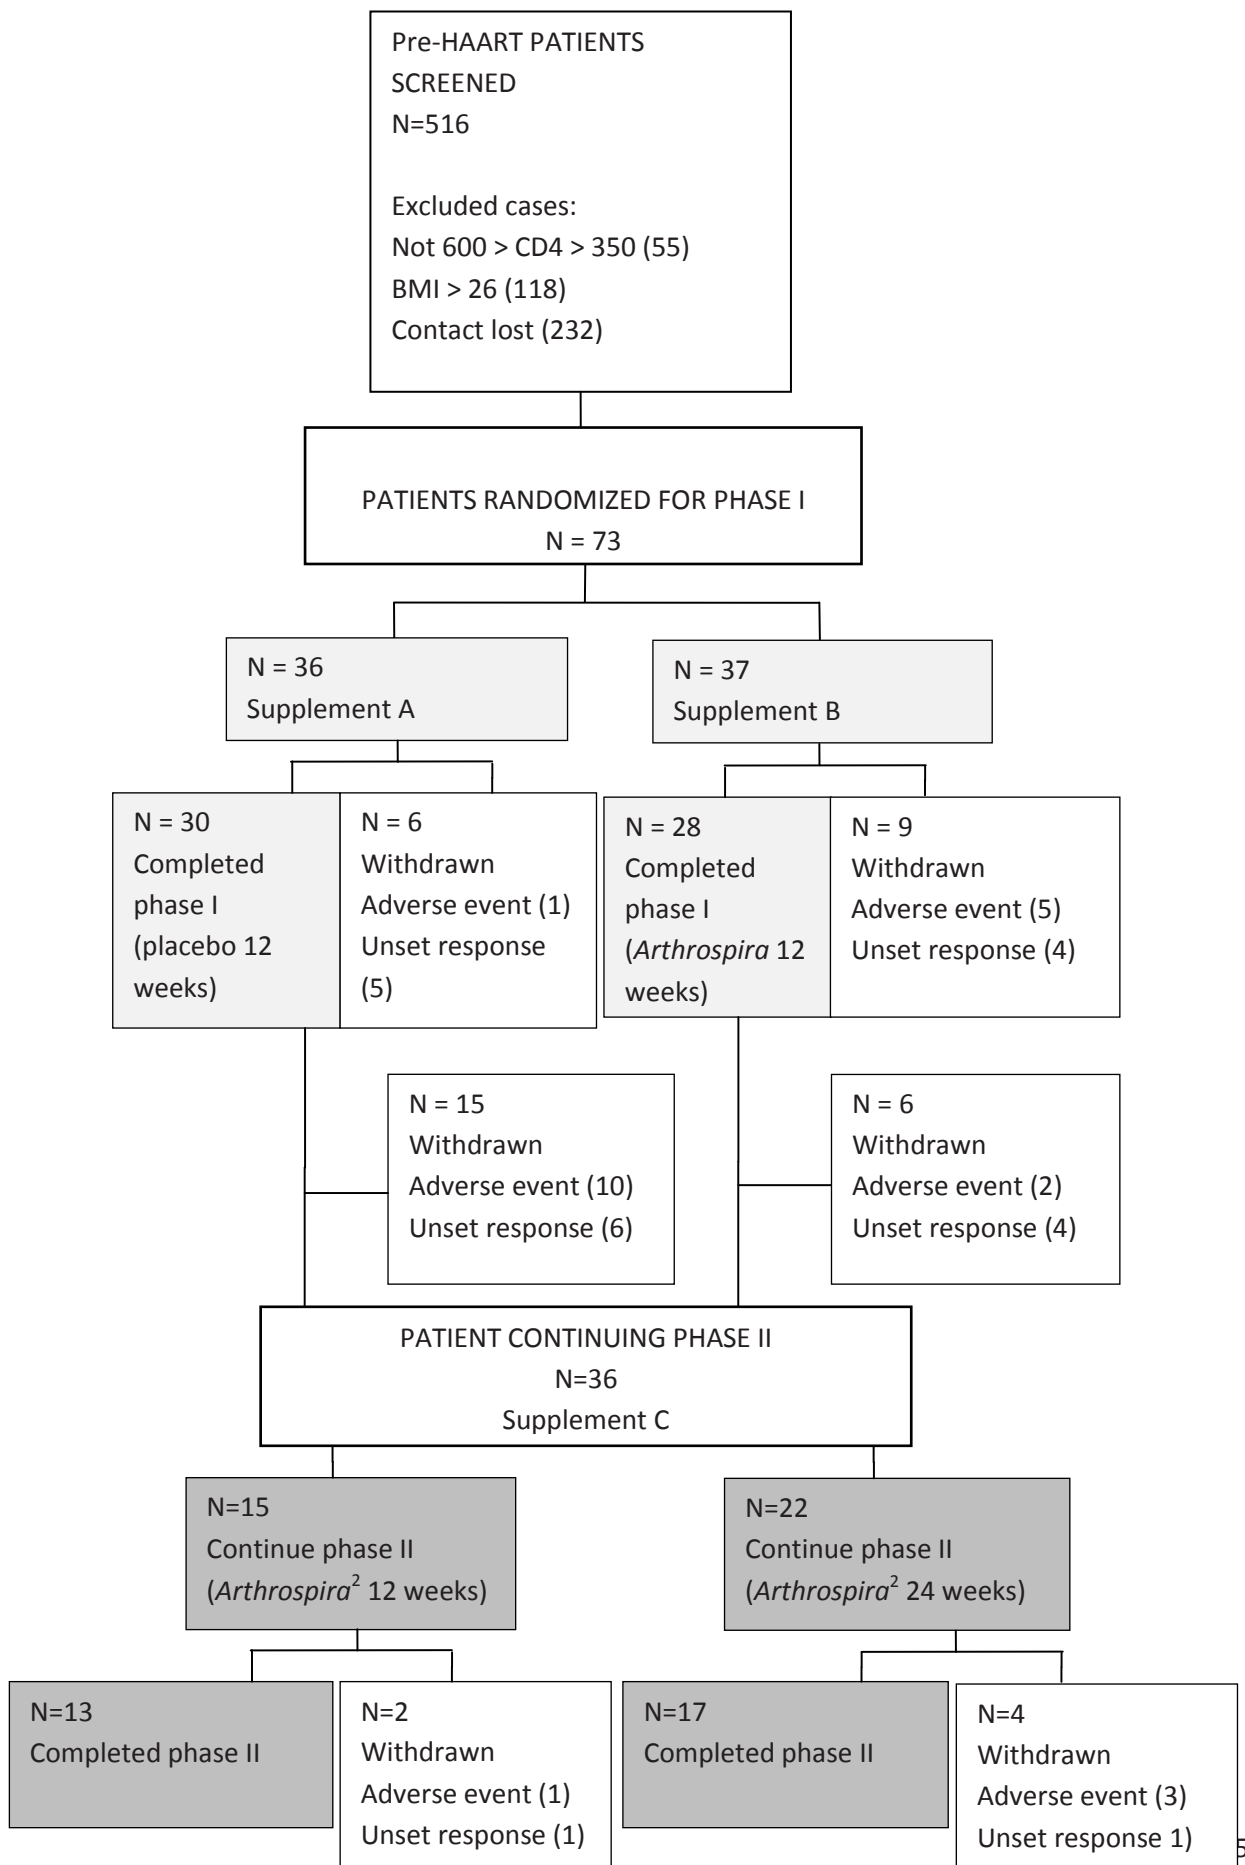 Pre-HAART PATIENTS
SCREENED
N=516
Excluded cases:
Not 600 > CD4 > 350 (55)
BMI > 26 (118)
Contact lost (232)
PATIENTS RANDOMIZED FOR PHASE I
N = 73
N = 36
Supplement A
N = 37
Supplement B
N = 30
Completed
phase I
(placebo 12
weeks)
N = 6
Withdrawn
Adverse event (1)
Unset response
(5)
N = 28
Completed
phase I
(Arthrospira 12
weeks)
N = 9
Withdrawn
Adverse event (5)
Unset response (4)
N = 15
Withdrawn
Adverse event (10)
Unset response (6)
N = 6
Withdrawn
Adverse event (2)
Unset response (4)
PATIENT CONTINUING PHASE II
N=36
Supplement C
N=15
Continue phase II
(Arthrospira² 12 weeks)
N=22
Continue phase II
(Arthrospira² 24 weeks)
N=13
Completed phase II
N=2
Withdrawn
Adverse event (1)
Unset response (1)
N=17
Completed phase II
N=4
Withdrawn
Adverse event (3)
Unset response 1)
5